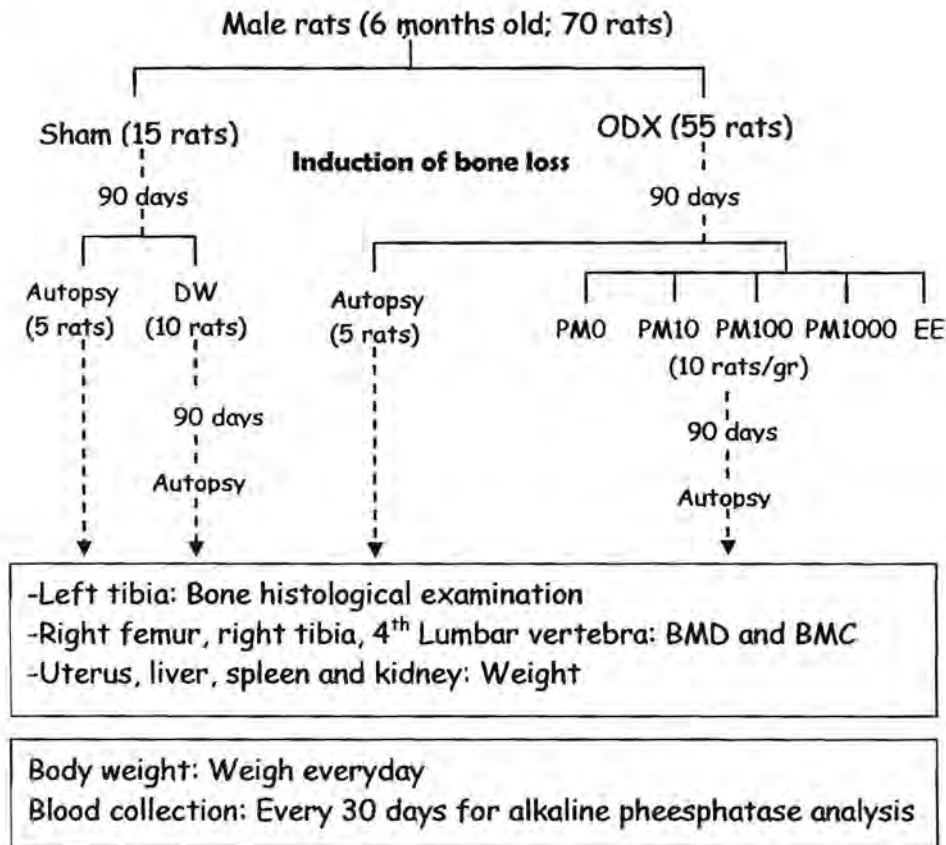 Male rats (6 months old; 70 rats)
Sham (15 rats)
ODX (55 rats)
Induction of bone loss
90 days
90 days
Autopsy
(5 rats)
DW
(10 rats)
Autopsy
(5 rats)
PM0 PM10 PM100 PM1000 EE
(10 rats/gr)
90 days
90 days
Autopsy
Autopsy
-Left tibia: Bone histological examination
-Right femur, right tibia, 4th Lumbar vertebra: BMD and BMC
-Uterus, liver, spleen and kidney: Weight
Body weight: Weigh everyday
Blood collection: Every 30 days for alkaline pheesphatase analysis